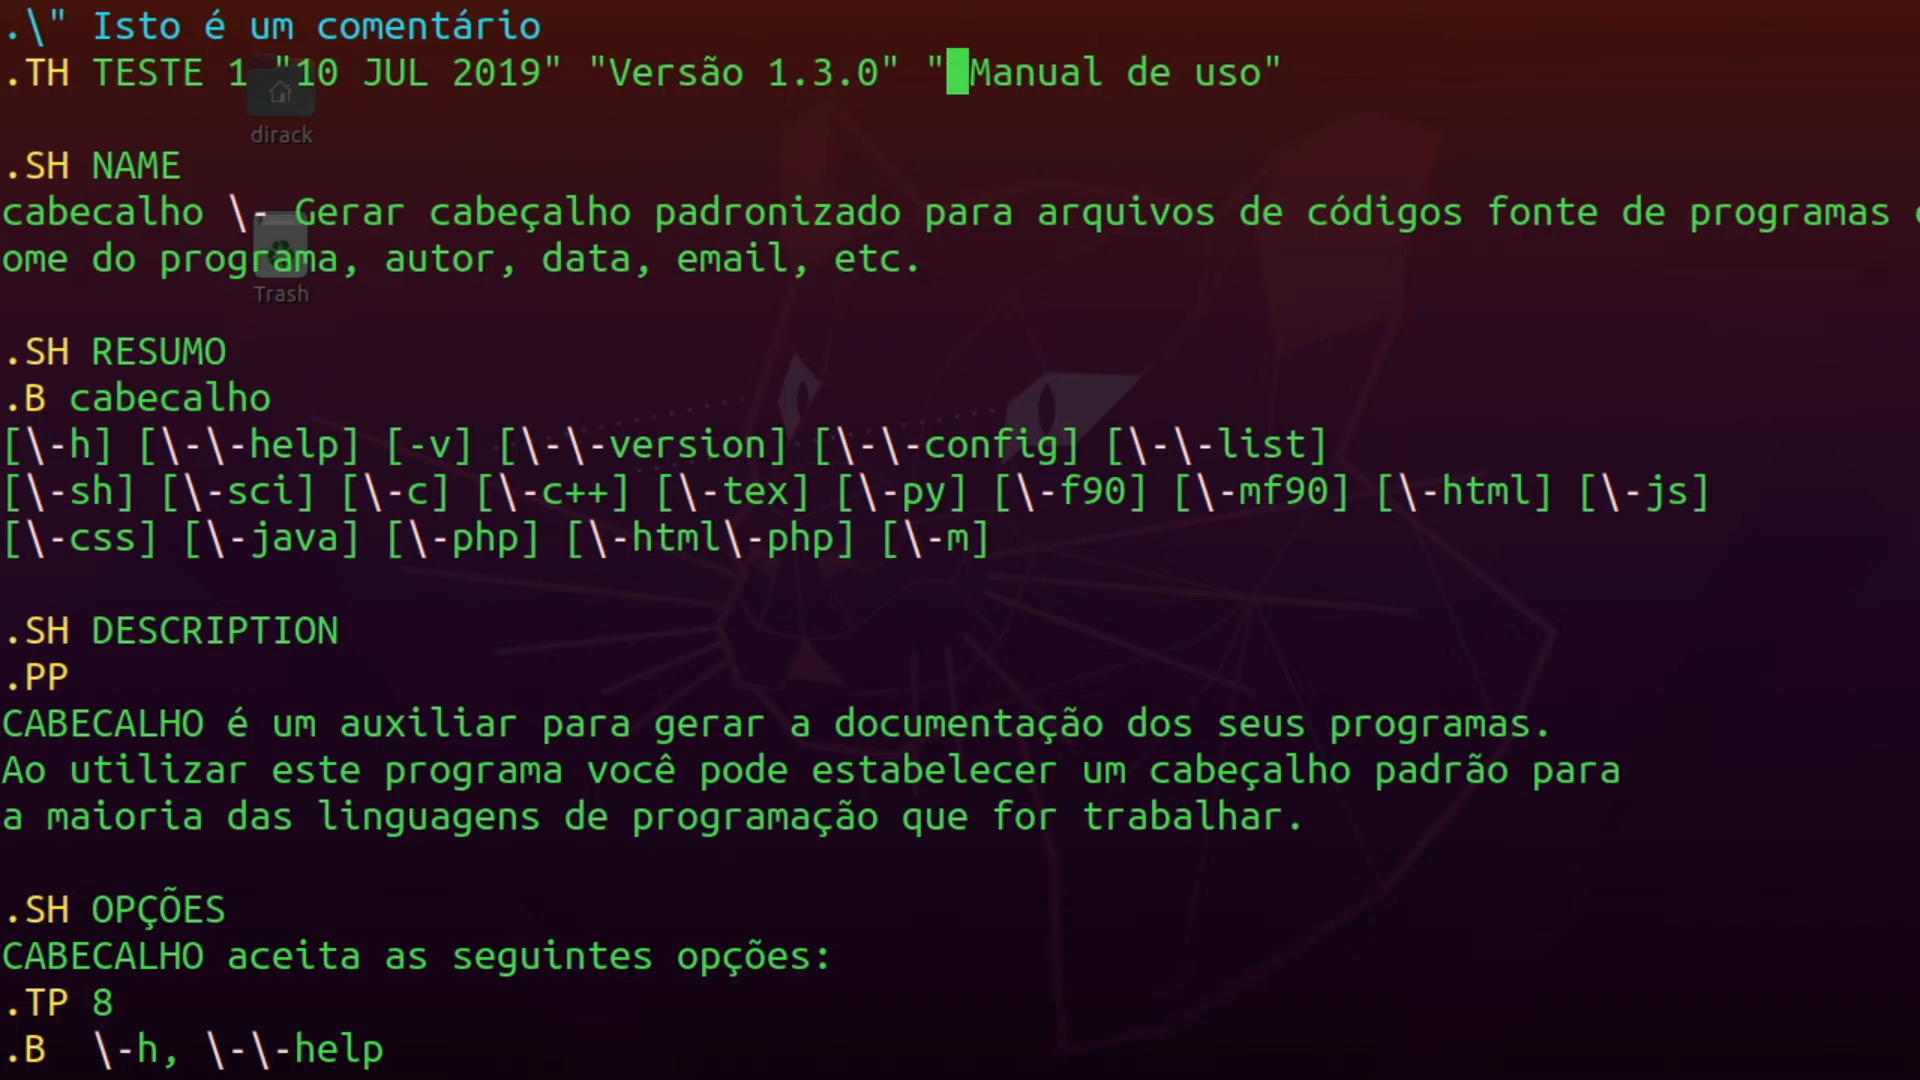 .\" Isto é um comentário
.TH TESTE 1 "10 JUL 2019" "Versão 1.3.0" " Manual de uso"
dirack
.SH NAME
cabecalho \- Gerar cabeçalho padronizado para arquivos de códigos fonte de programas
ome do programa, autor, data, email, etc.
Trash
.SH RESUMO
.B cabecalho
[\-h] [\-\-help] [-v] [\-\-version] [\-\-config] [\-\-list]
[\-sh] [\-sci] [\-c] [\-c++] [\-tex] [\-py] [\-f90] [\-mf90] [\-html] [\-js]
[\-css] [\-java] [\-php] [\-html\-php] [\-m]
.SH DESCRIPTION
.PP
CABECALHO é um auxiliar para gerar a documentação dos seus programas.
Ao utilizar este programa você pode estabelecer um cabeçalho padrão para
a maioria das linguagens de programação que for trabalhar.
.SH OPÇÕES
CABECALHO aceita as seguintes opções:
.TP 8
.B  \-h, \-\-help